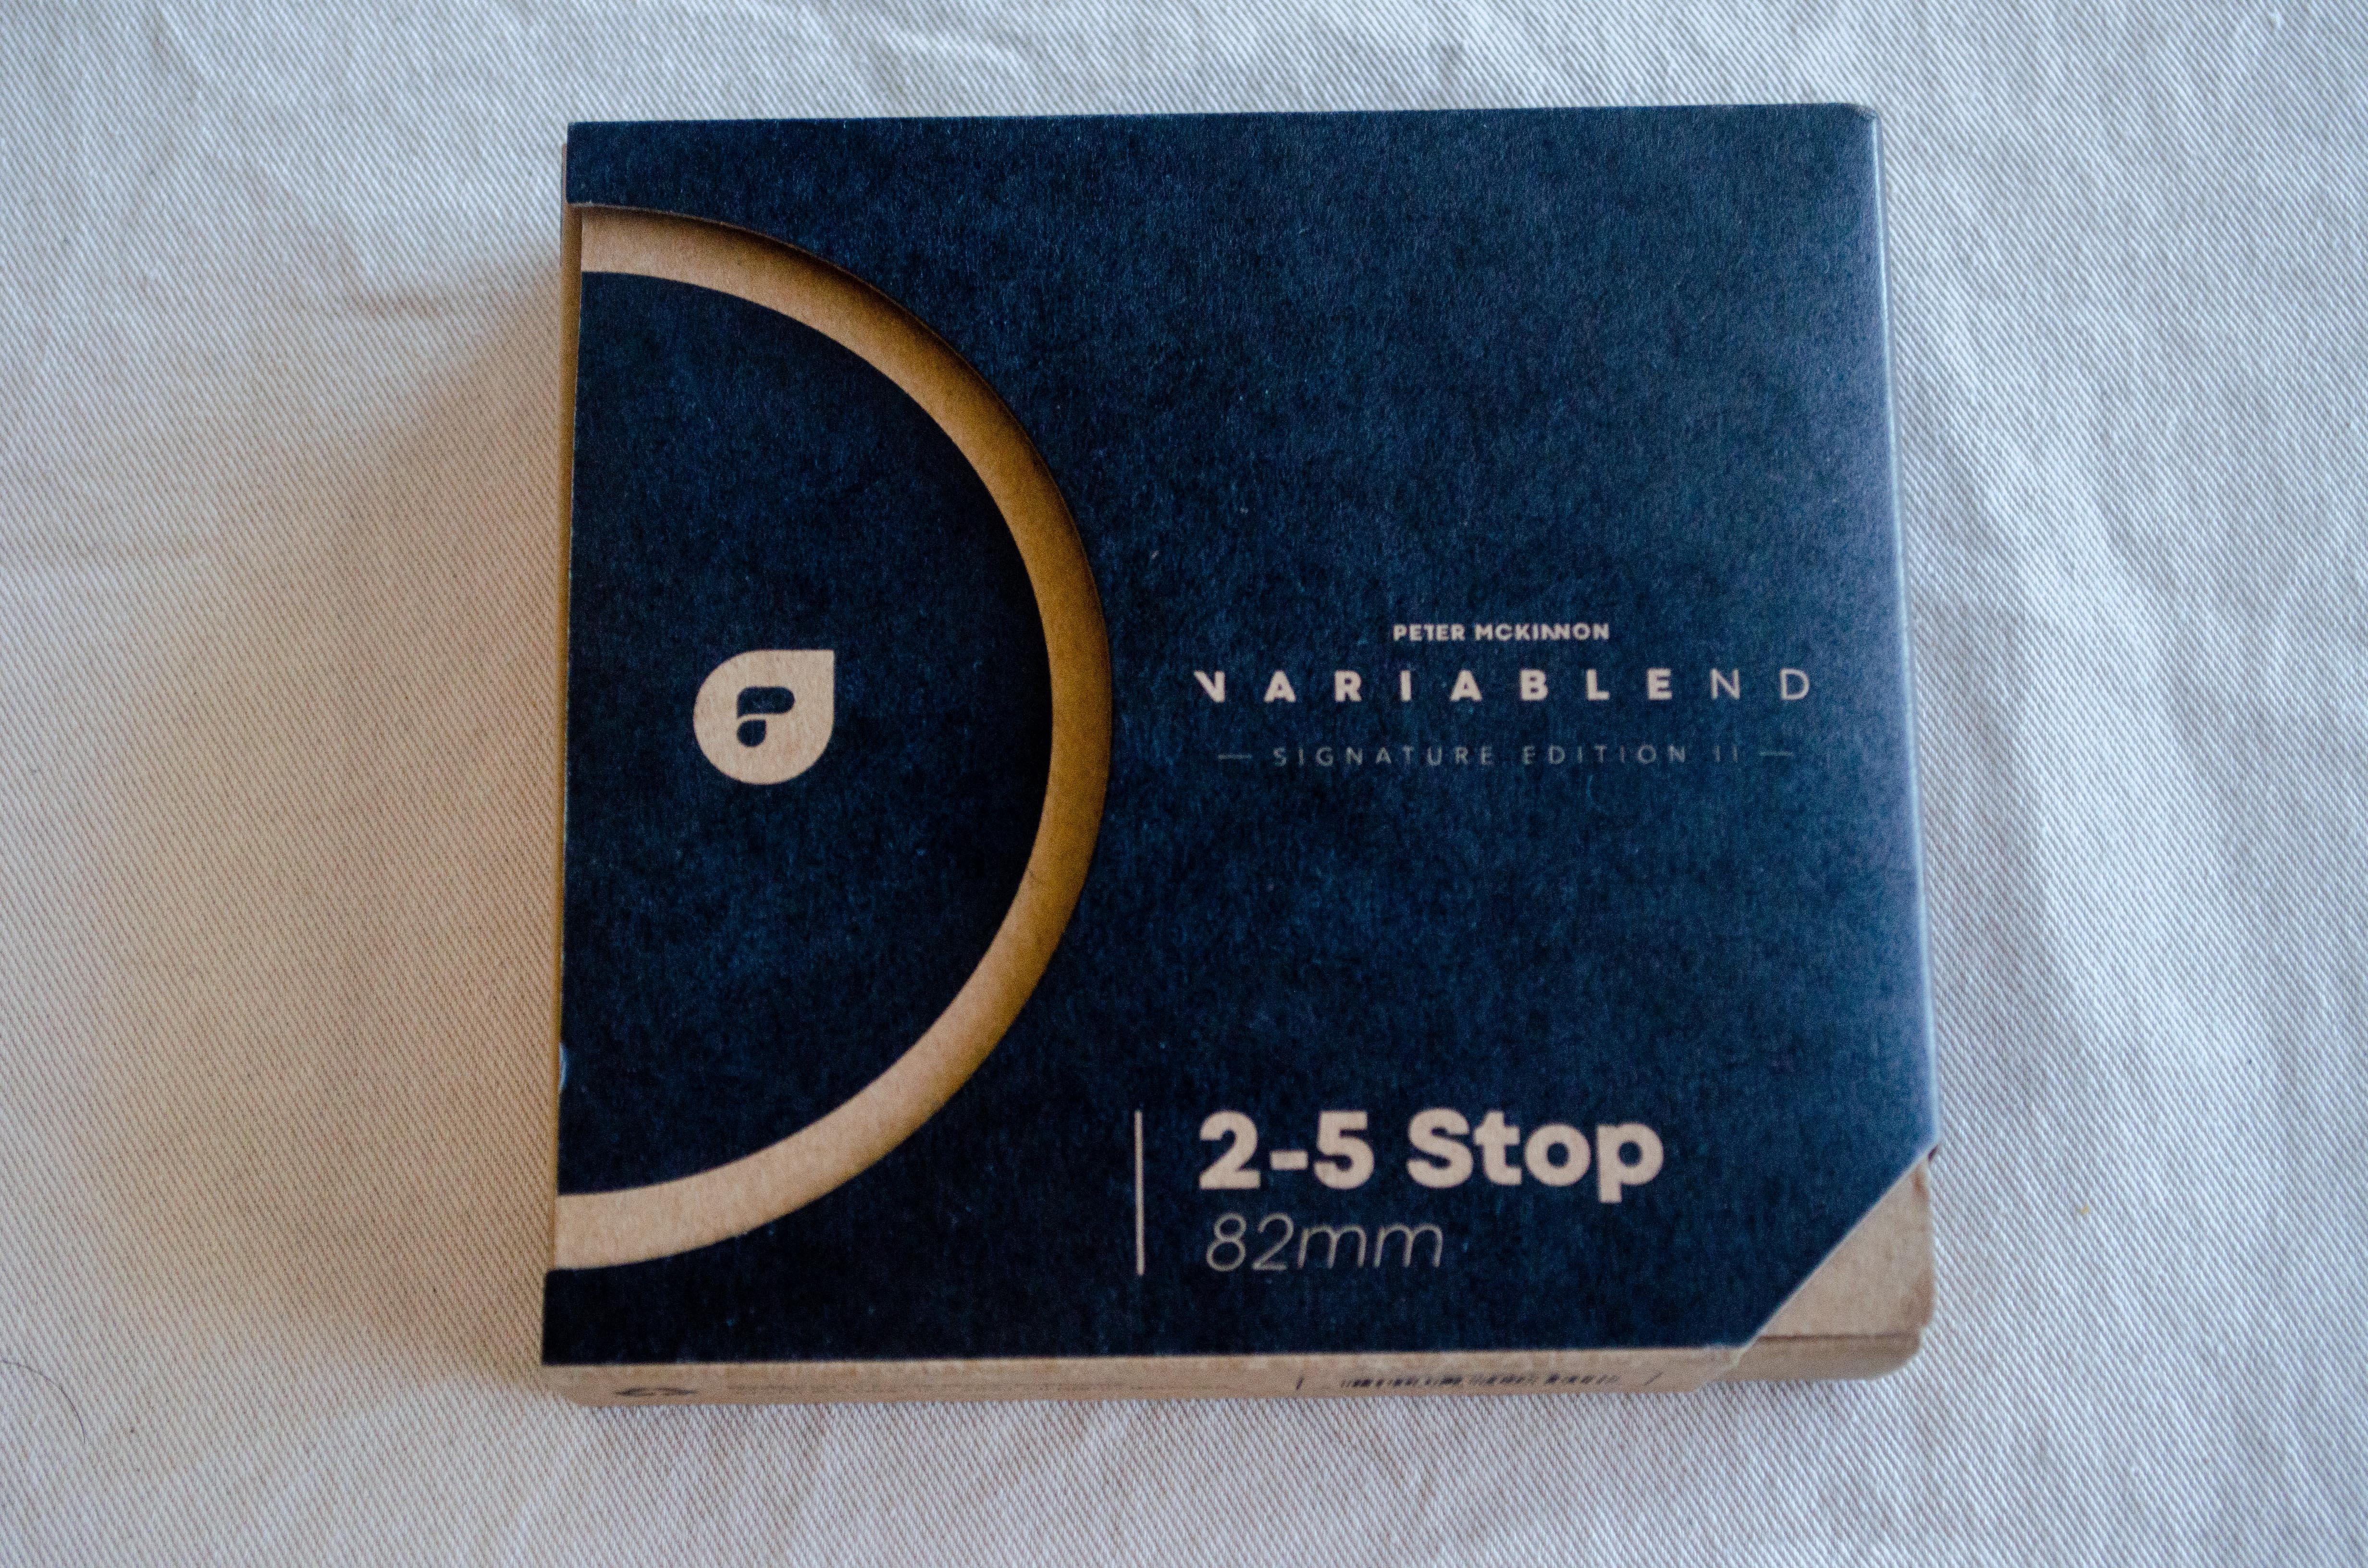 PETER MCKINNON
VARIABLEND
— SIGNATURE EDITION II —
2-5 Stop
82mm